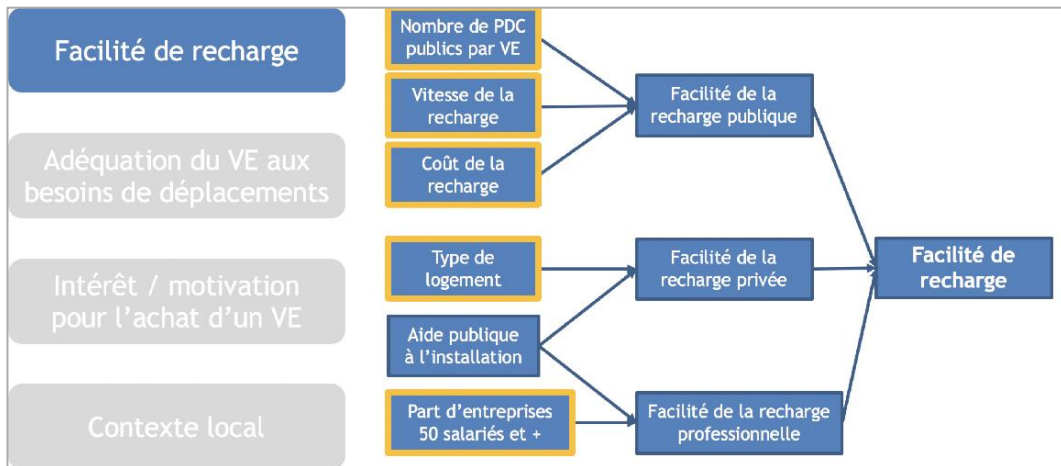 Facilité de recharge
Adéquation du VE aux
besoins de déplacements
Intérêt / motivation
pour l'achat d'un VE
Contexte local
Nombre de PDC
publics par VE
Vitesse de la
recharge
Coût de la
recharge
Type de
logement
Aide publique
à l'installation
Part d'entreprises
50 salariés et +
Facilité de la
recharge publique
Facilité de la
recharge privée
Facilité de la recharge
professionnelle
Facilité de
recharge